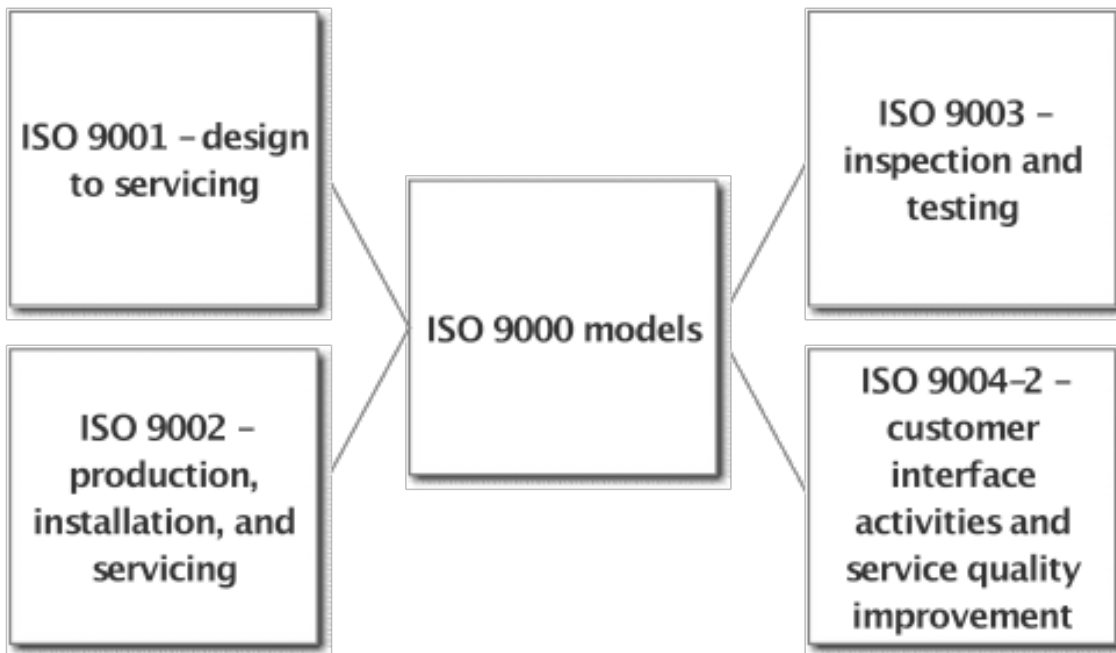 ISO 9001 – design
to servicing
ISO 9002 –
production,
installation, and
servicing
ISO 9000 models
ISO 9003 –
inspection and
testing
ISO 9004–2 –
customer
interface
activities and
service quality
improvement